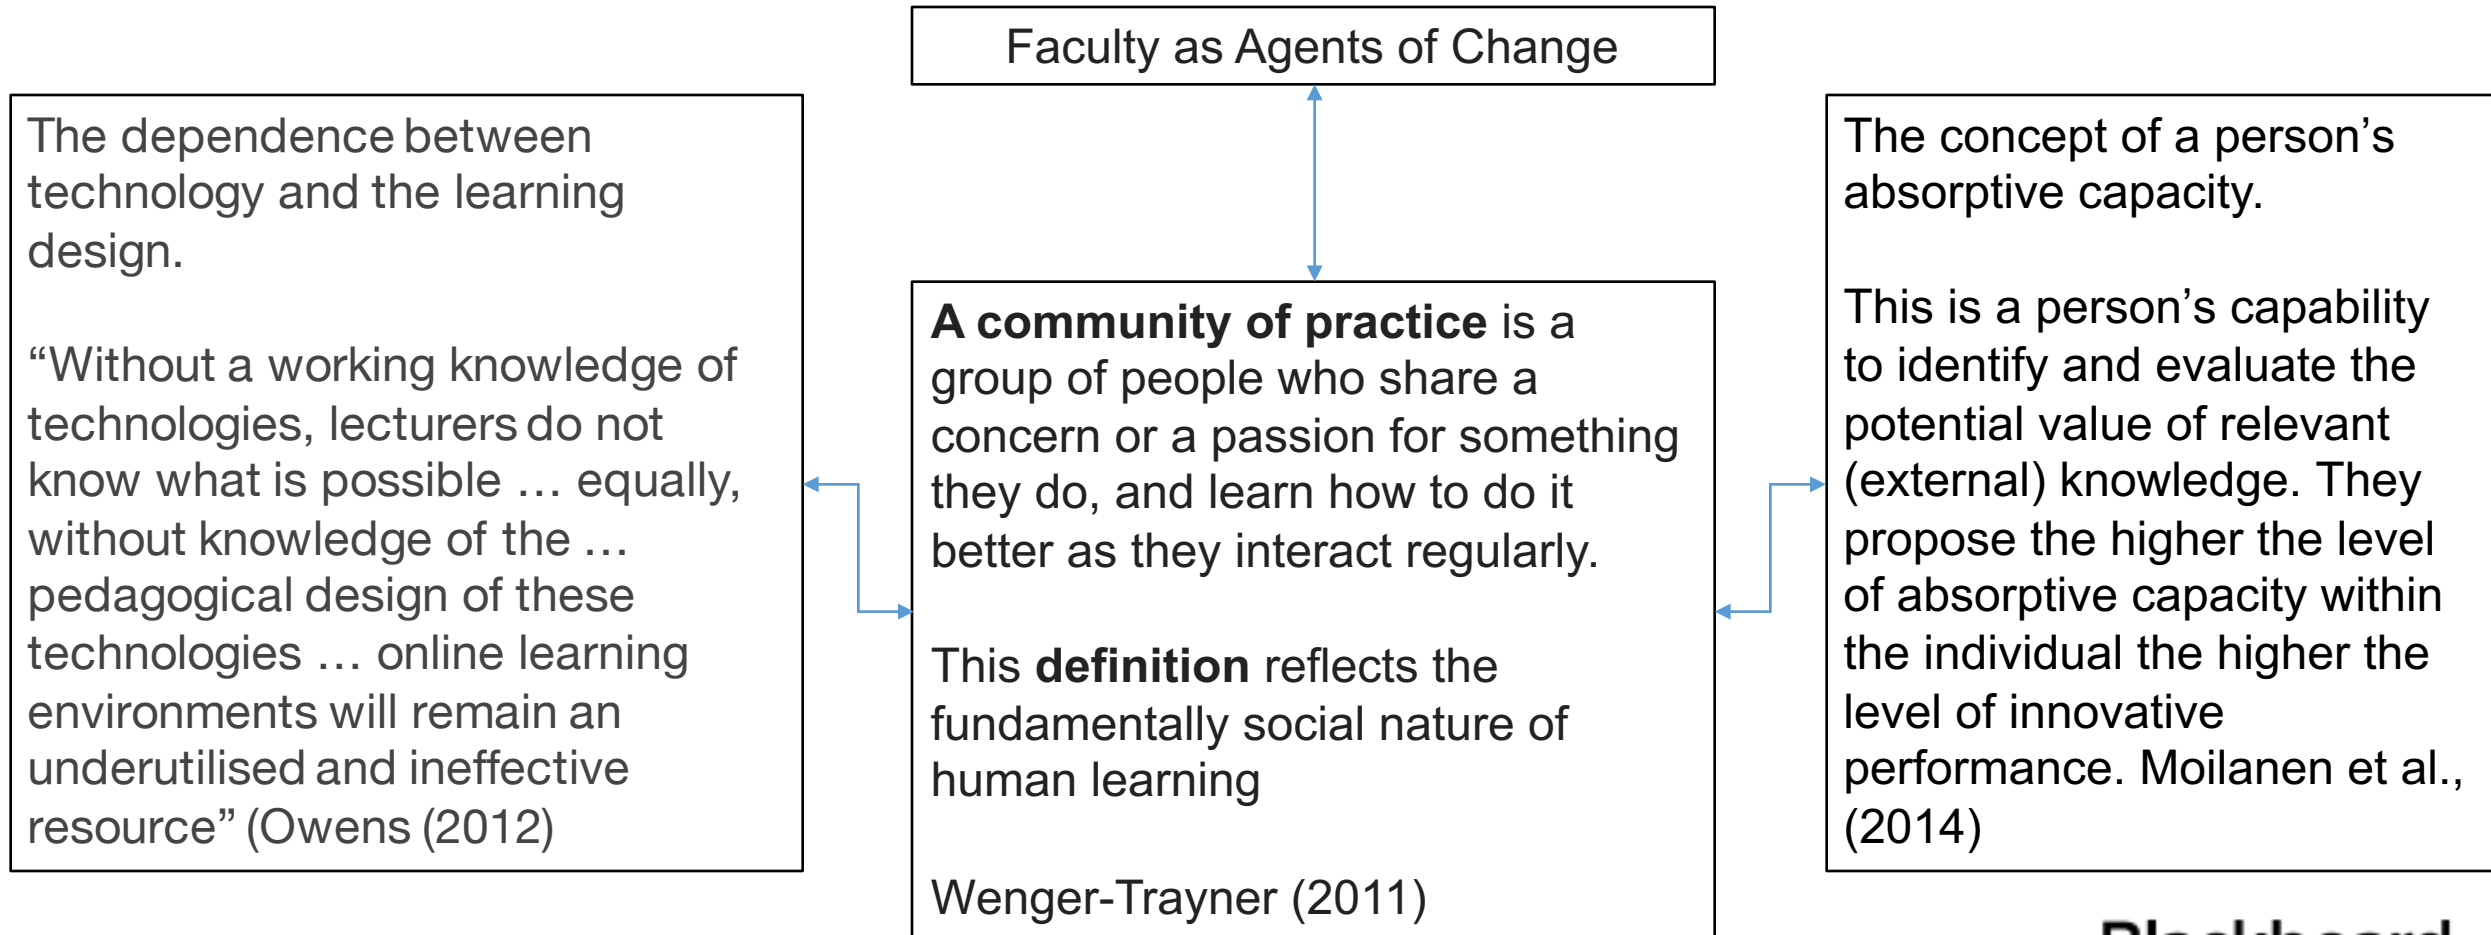 Faculty as Agents of Change
The dependence between
technology and the learning
design.
“Without a working knowledge of
technologies, lecturers do not
know what is possible … equally,
without knowledge of the …
pedagogical design of these
technologies … online learning
environments will remain an
underutilised and ineffective
resource” (Owens (2012)
A community of practice is a
group of people who share a
concern or a passion for something
they do, and learn how to do it
better as they interact regularly.
This definition reflects the
fundamentally social nature of
human learning
Wenger-Trayner (2011)
The concept of a person’s
absorptive capacity.
This is a person’s capability
to identify and evaluate the
potential value of relevant
(external) knowledge. They
propose the higher the level
of absorptive capacity within
the individual the higher the
level of innovative
performance. Moilanen et al.,
(2014)
Blackboard